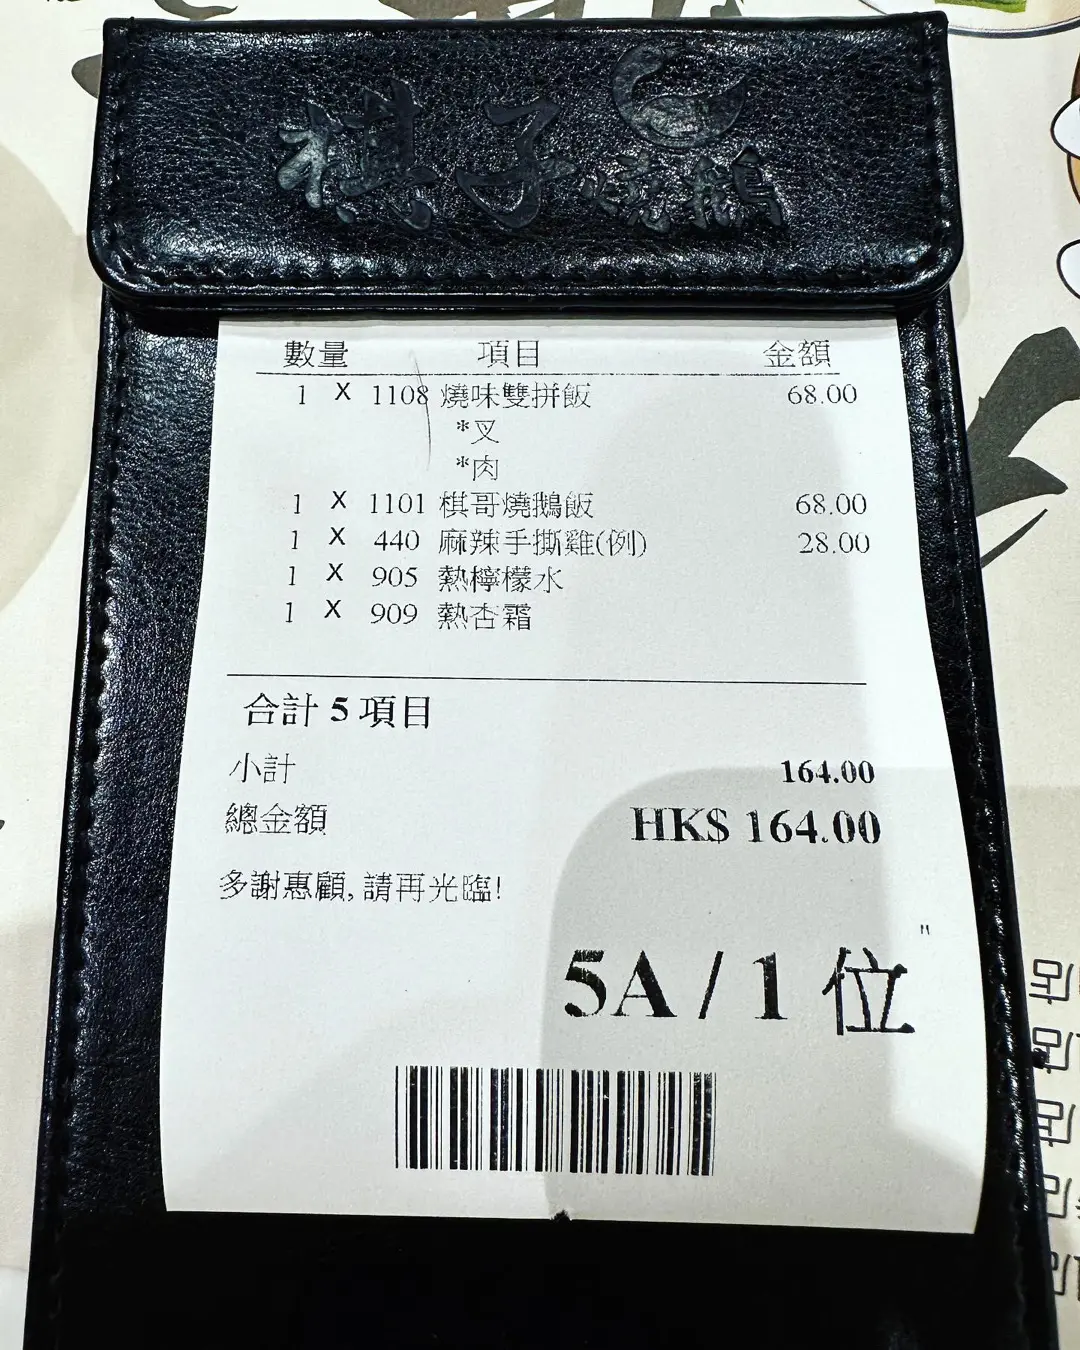 棋子燒鵝
數量 項目 金額
1 X 1108 燒味雙拼飯 68.00
*叉
*肉
1 X 1101 棋哥燒鵝飯 68.00
1 X 440 麻辣手撕雞(例) 28.00
1 X 905 熱檸檬水
1 X 909 熱杏霜
合計 5 項目
小計 164.00
總金額 HK$ 164.00
多謝惠顧, 請再光臨!
5A / 1 位